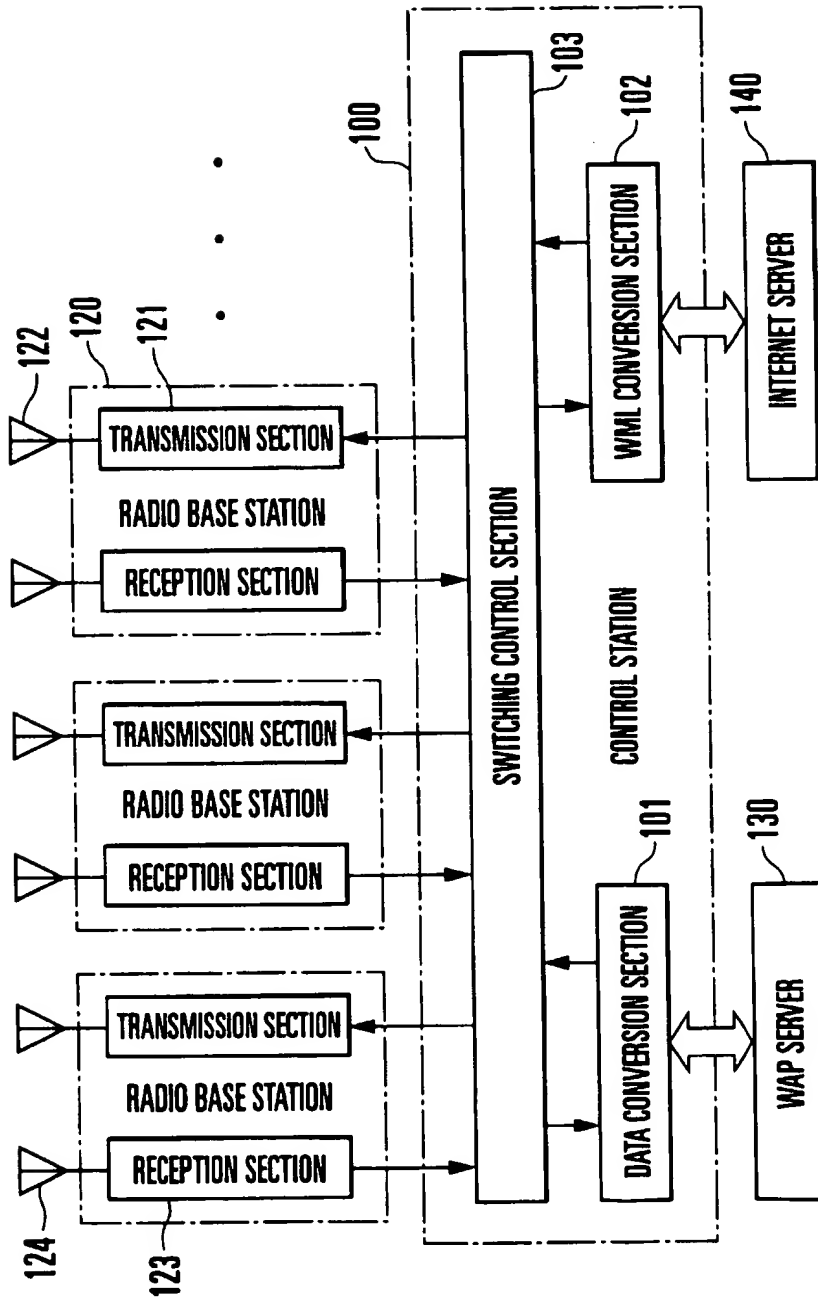 122
120
121
TRANSMISSION SECTION
RADIO BASE STATION
RECEPTION SECTION
TRANSMISSION SECTION
RADIO BASE STATION
RECEPTION SECTION
TRANSMISSION SECTION
RADIO BASE STATION
RECEPTION SECTION
124
123
100
103
SWITCHING CONTROL SECTION
102
WML CONVERSION SECTION
CONTROL STATION
101
DATA CONVERSION SECTION
140
INTERNET SERVER
130
WAP SERVER